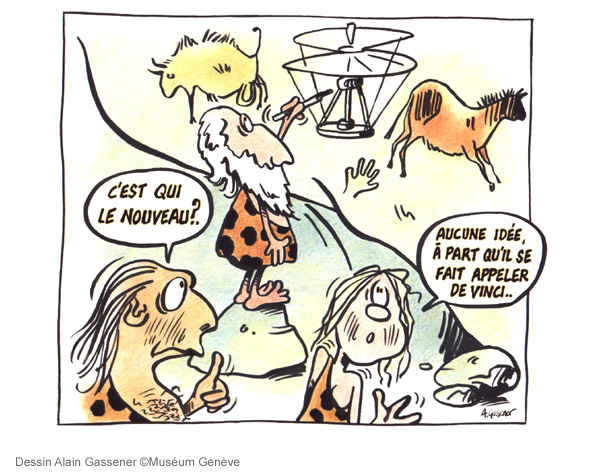 C'EST QUI
LE NOUVEAU?.
AUCUNE IDÉE,
À PART QU'IL SE
FAIT APPELER
DE VINCI..
Dessin Alain Gassener ©Muséum Genève